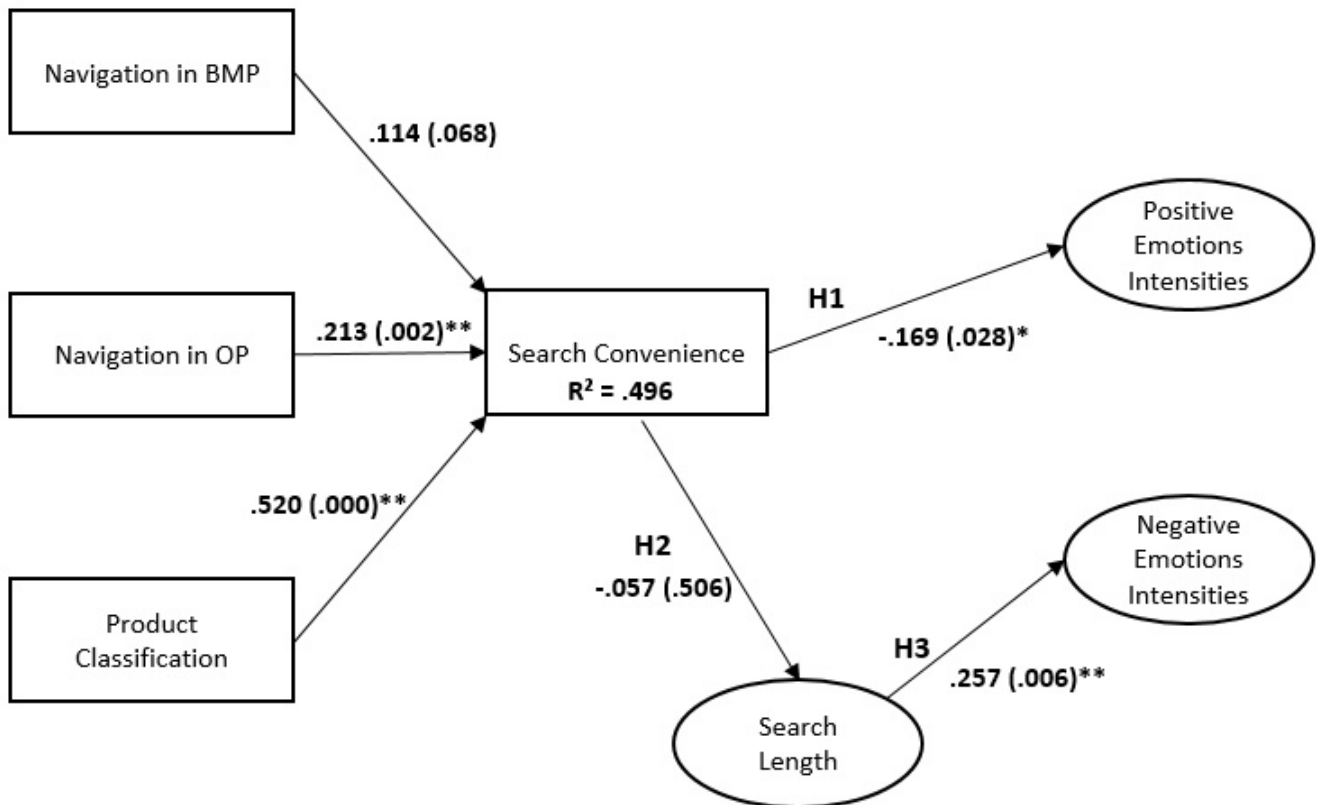 Navigation in BMP
.114 (.068)
Positive
Emotions
Intensities
H1
-.169 (.028)*
Navigation in OP
.213 (.002)**
Search Convenience
R² = .496
.520 (.000)**
H2
-.057 (.506)
Negative
Emotions
Intensities
Product
Classification
H3
.257 (.006)**
Search
Length